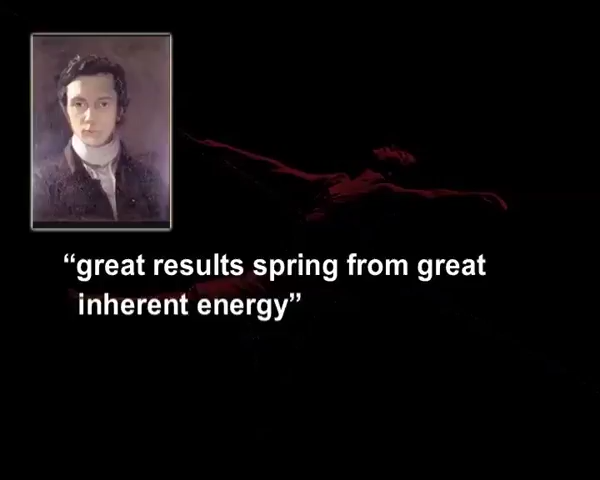 “great results spring from great
inherent energy”